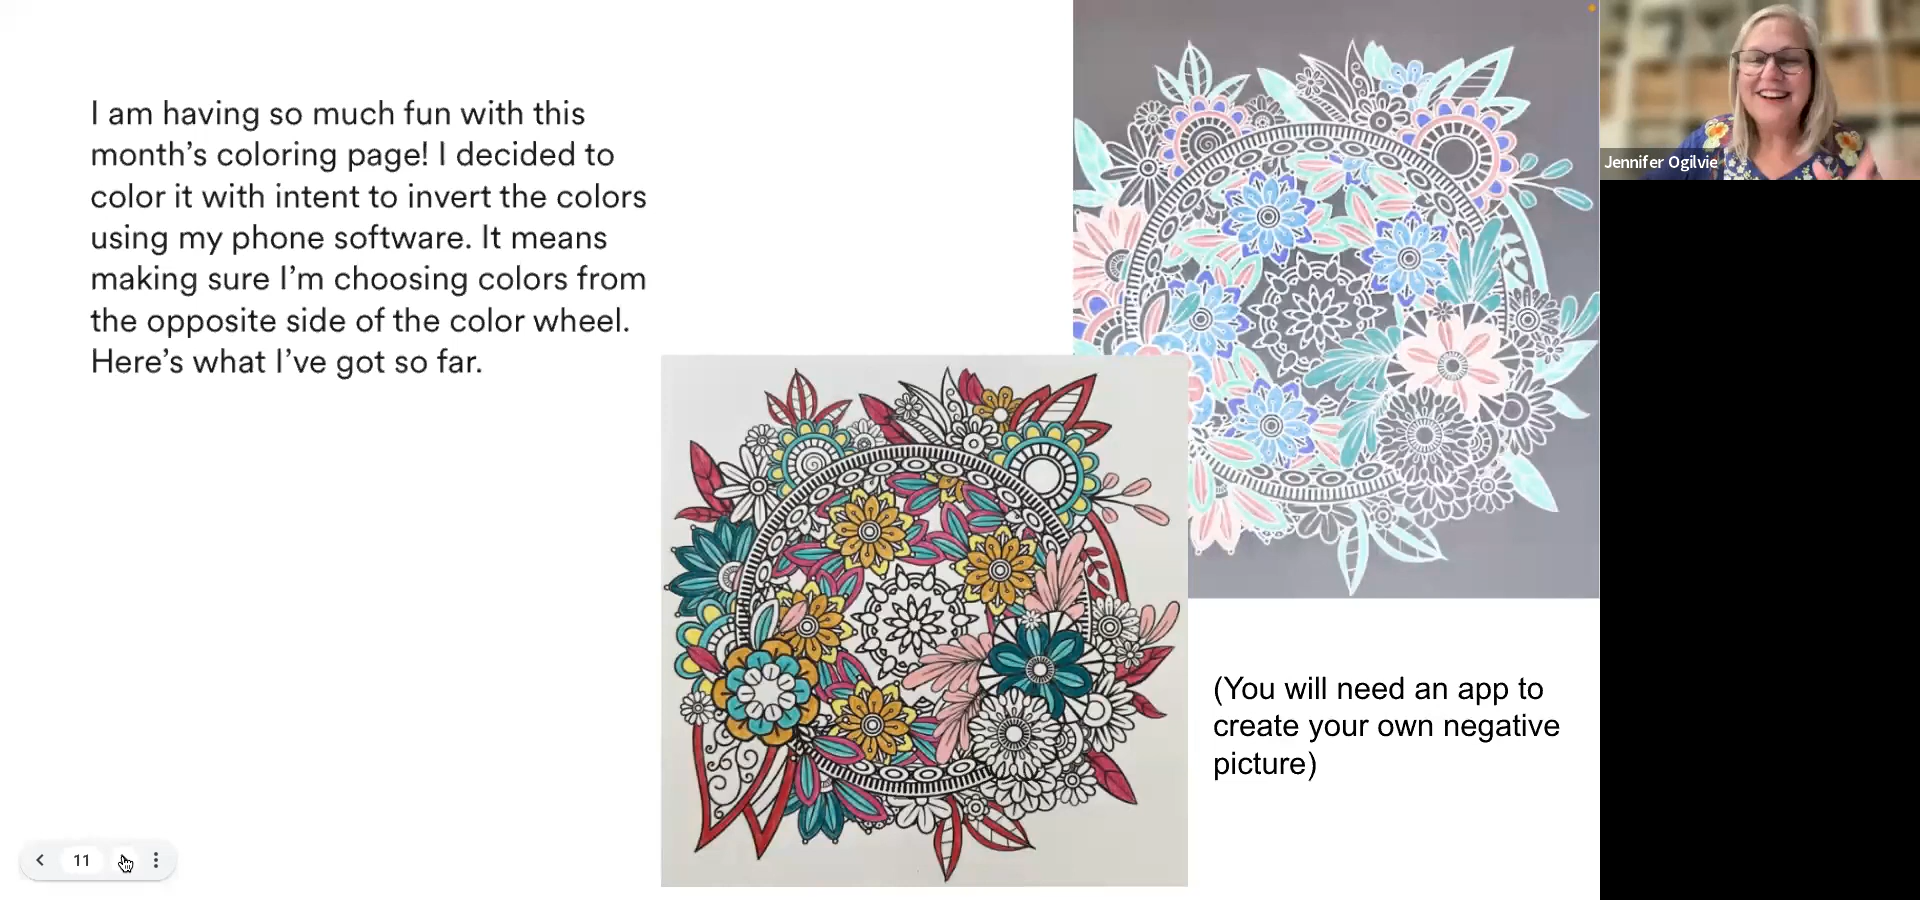 I am having so much fun with this
month's coloring page! I decided to
color it with intent to invert the colors
using my phone software. It means
making sure I'm choosing colors from
the opposite side of the color wheel.
Here's what I've got so far.
Jennifer Ogilvie
(You will need an app to
create your own negative
picture)
11